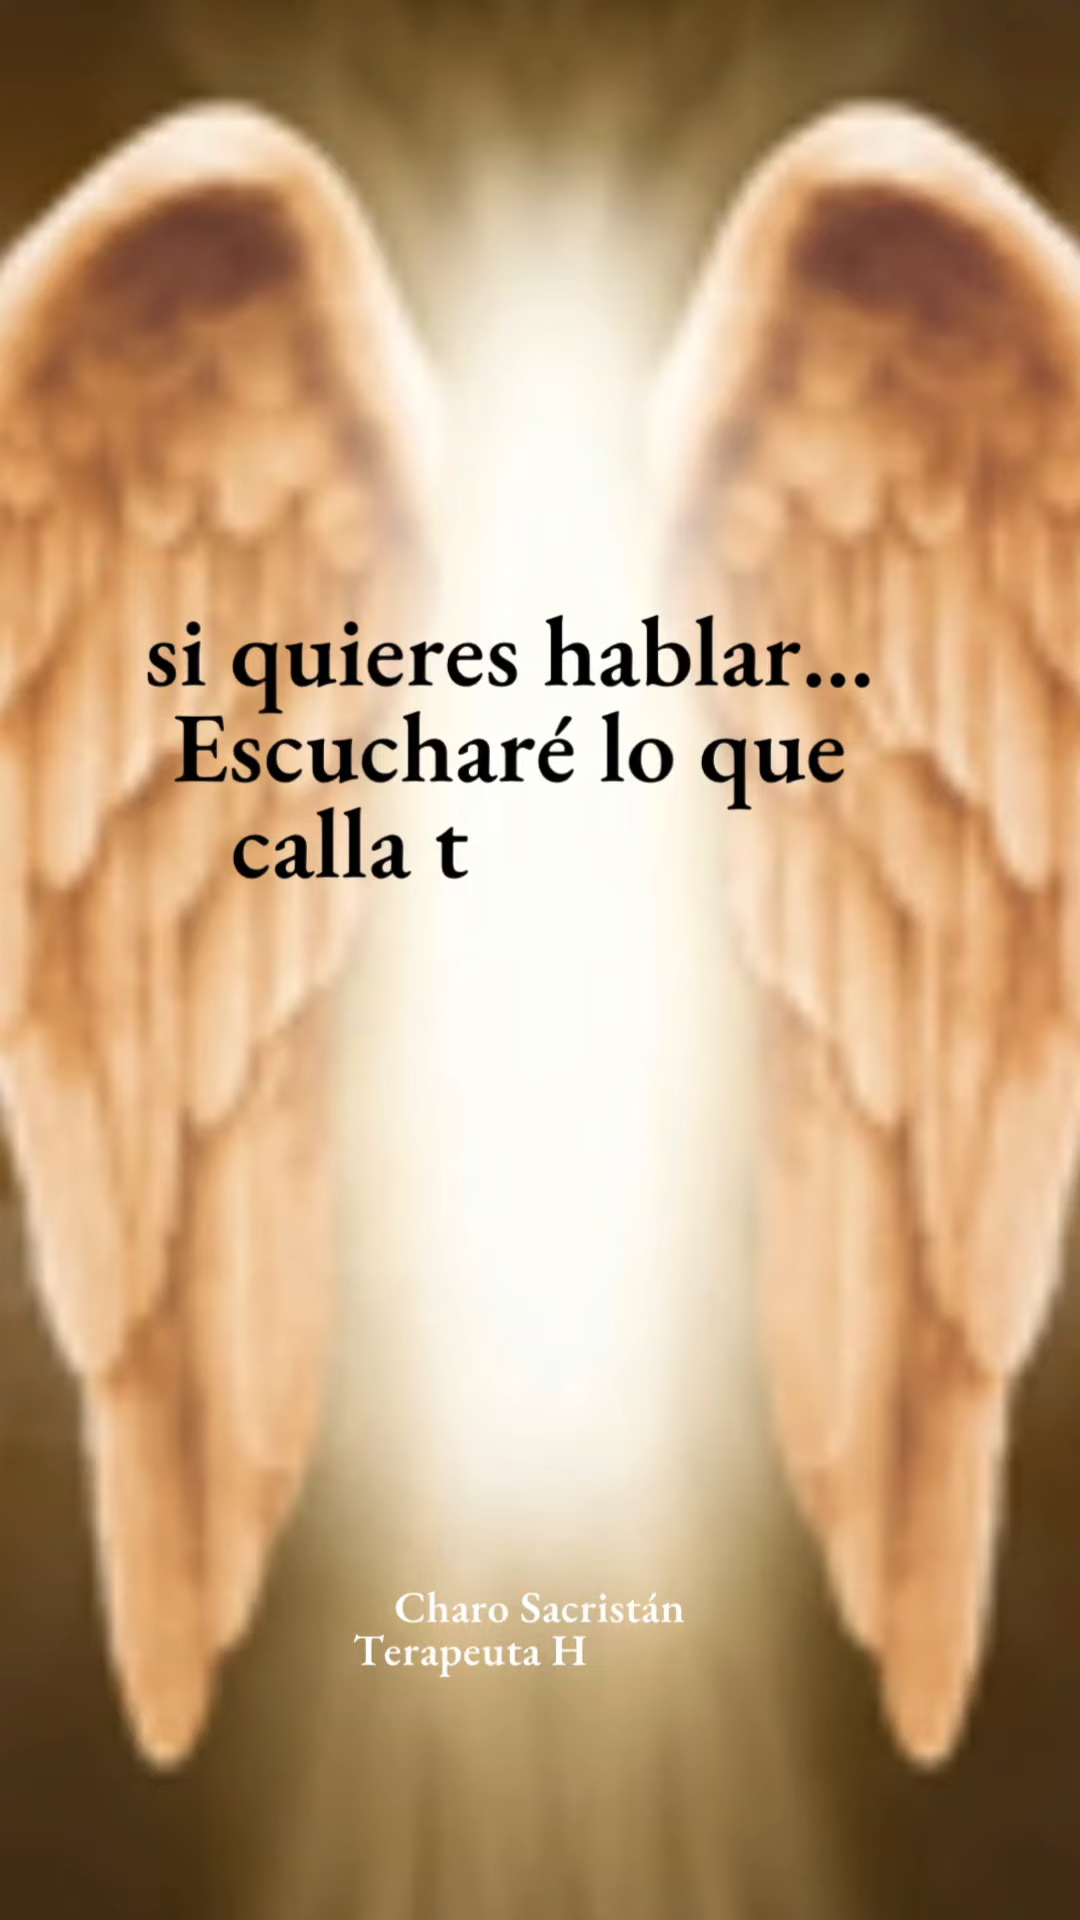 si quieres hablar...
Escucharé lo que
calla t
Charo Sacristán
Terapeuta H